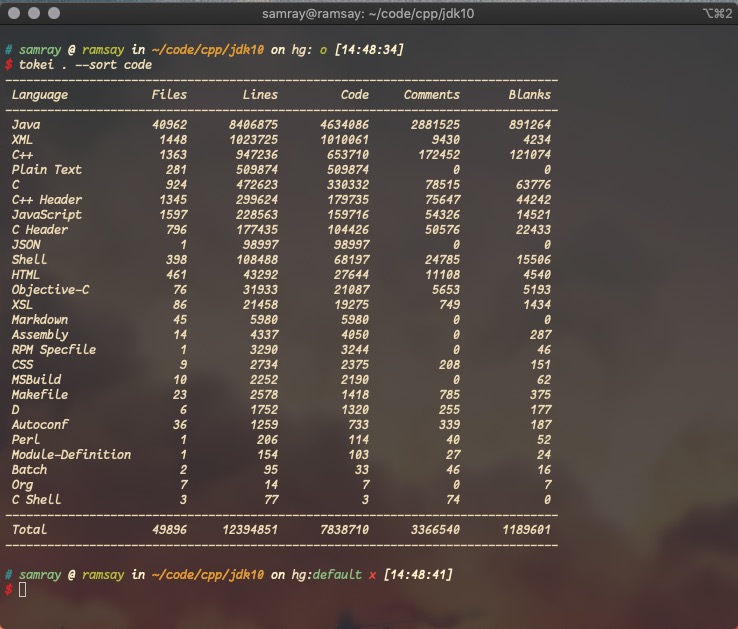 samray@ramsay: ~/code/cpp/jdk10 ⌥⌘2
# samray @ ramsay in ~/code/cpp/jdk10 on hg: o [14:48:34]
$ tokei . --sort code
Language Files Lines Code Comments Blanks
Java 40962 8406875 4634086 2881525 891264
XML 1448 1023725 1010061 9430 4234
C++ 1363 947236 653710 172452 121074
Plain Text 281 509874 509874 0 0
C 924 472623 330332 78515 63776
C++ Header 1345 299624 179735 75647 44242
JavaScript 1597 228563 159716 54326 14521
C Header 796 177435 104426 50576 22433
JSON 1 98997 98997 0 0
Shell 398 108488 68197 24785 15506
HTML 461 43292 27644 11108 4540
Objective-C 76 31933 21087 5653 5193
XSL 86 21458 19275 749 1434
Markdown 45 5980 5980 0 0
Assembly 14 4337 4050 0 287
RPM Specfile 1 3290 3244 0 46
CSS 9 2734 2375 208 151
MSBuild 10 2252 2190 0 62
Makefile 23 2578 1418 785 375
D 6 1752 1320 255 177
Autoconf 36 1259 733 339 187
Perl 1 206 114 40 52
Module-Definition 1 154 103 27 24
Batch 2 95 33 46 16
Org 7 14 7 0 7
C Shell 3 77 3 74 0
Total 49896 12394851 7838710 3366540 1189601
# samray @ ramsay in ~/code/cpp/jdk10 on hg:default x [14:48:41]
$